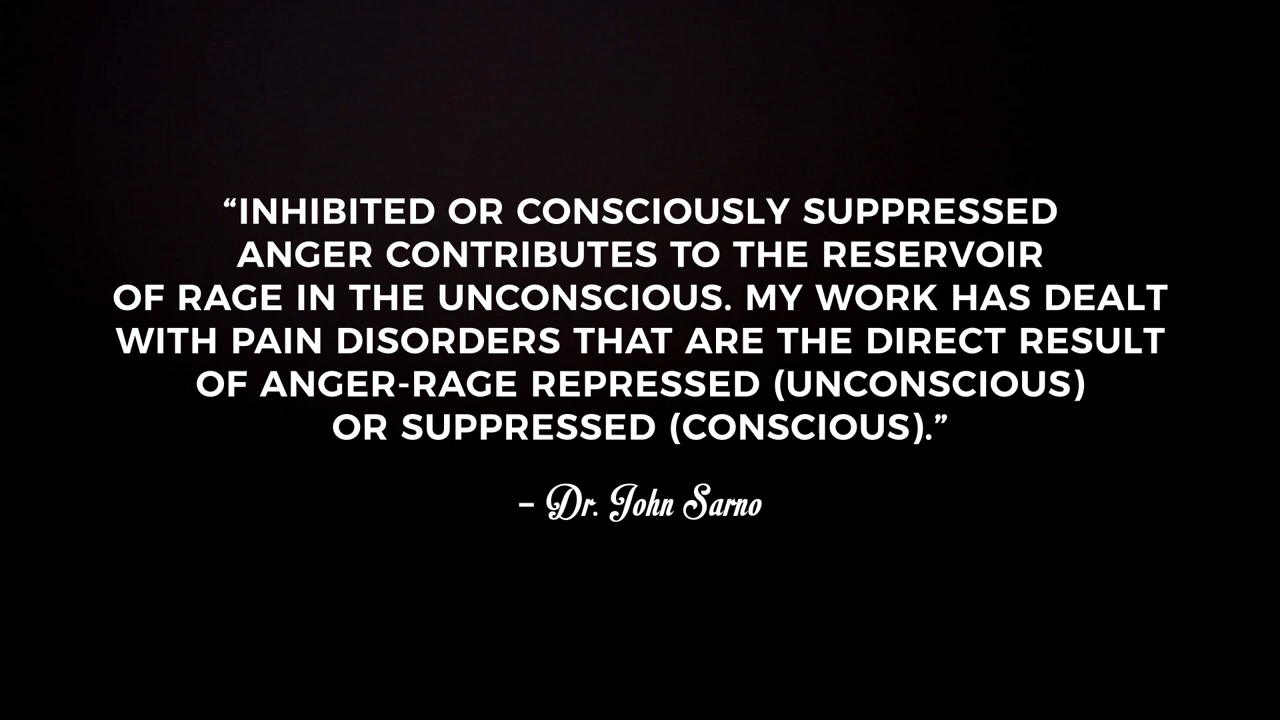 “INHIBITED OR CONSCIOUSLY SUPPRESSED
ANGER CONTRIBUTES TO THE RESERVOIR
OF RAGE IN THE UNCONSCIOUS. MY WORK HAS DEALT
WITH PAIN DISORDERS THAT ARE THE DIRECT RESULT
OF ANGER-RAGE REPRESSED (UNCONSCIOUS)
OR SUPPRESSED (CONSCIOUS).”
– Dr. John Sarno